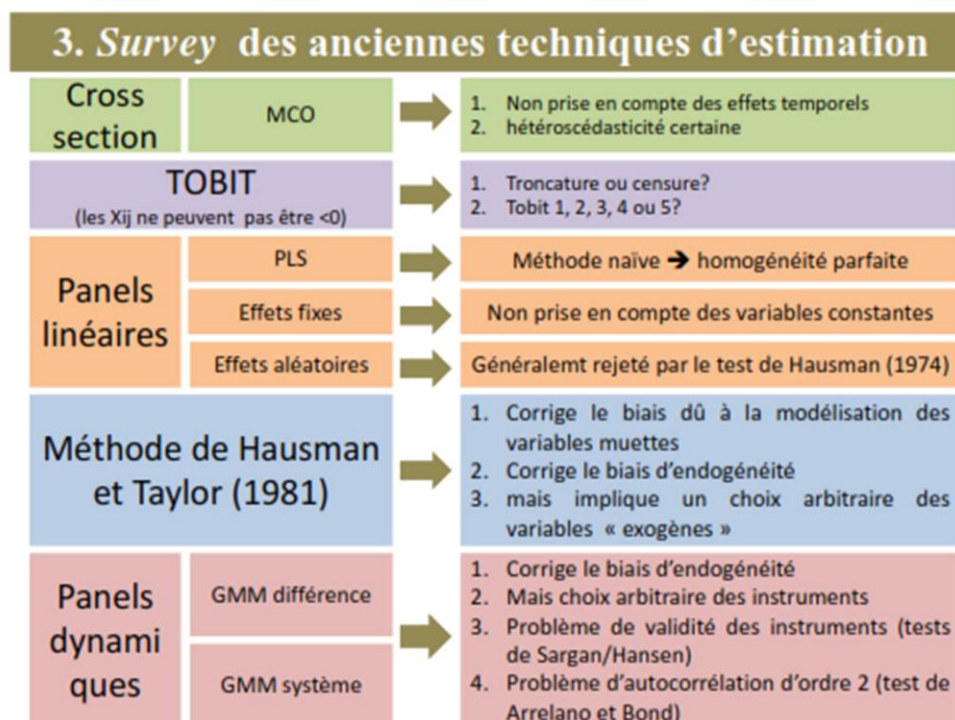 3. Survey des anciennes techniques d'estimation
Cross
section
MCO
1. Non prise en compte des effets temporels
2. hétéroscédasticité certaine
TOBIT
(les Xij ne peuvent pas être <0)
1. Troncature ou censure?
2. Tobit 1, 2, 3, 4 ou 5?
Panels
linéaires
PLS
Méthode naïve ➔ homogénéité parfaite
Effets fixes
Non prise en compte des variables constantes
Effets aléatoires
Généralemt rejeté par le test de Hausman (1974)
Méthode de Hausman
et Taylor (1981)
1. Corrige le biais dû à la modélisation des
variables muettes
2. Corrige le biais d'endogénéité
3. mais implique un choix arbitraire des
variables « exogènes »
Panels
dynami
ques
GMM différence
GMM système
1. Corrige le biais d'endogénéité
2. Mais choix arbitraire des instruments
3. Problème de validité des instruments (tests
de Sargan/Hansen)
4. Problème d'autocorrélation d'ordre 2 (test de
Arrelano et Bond)